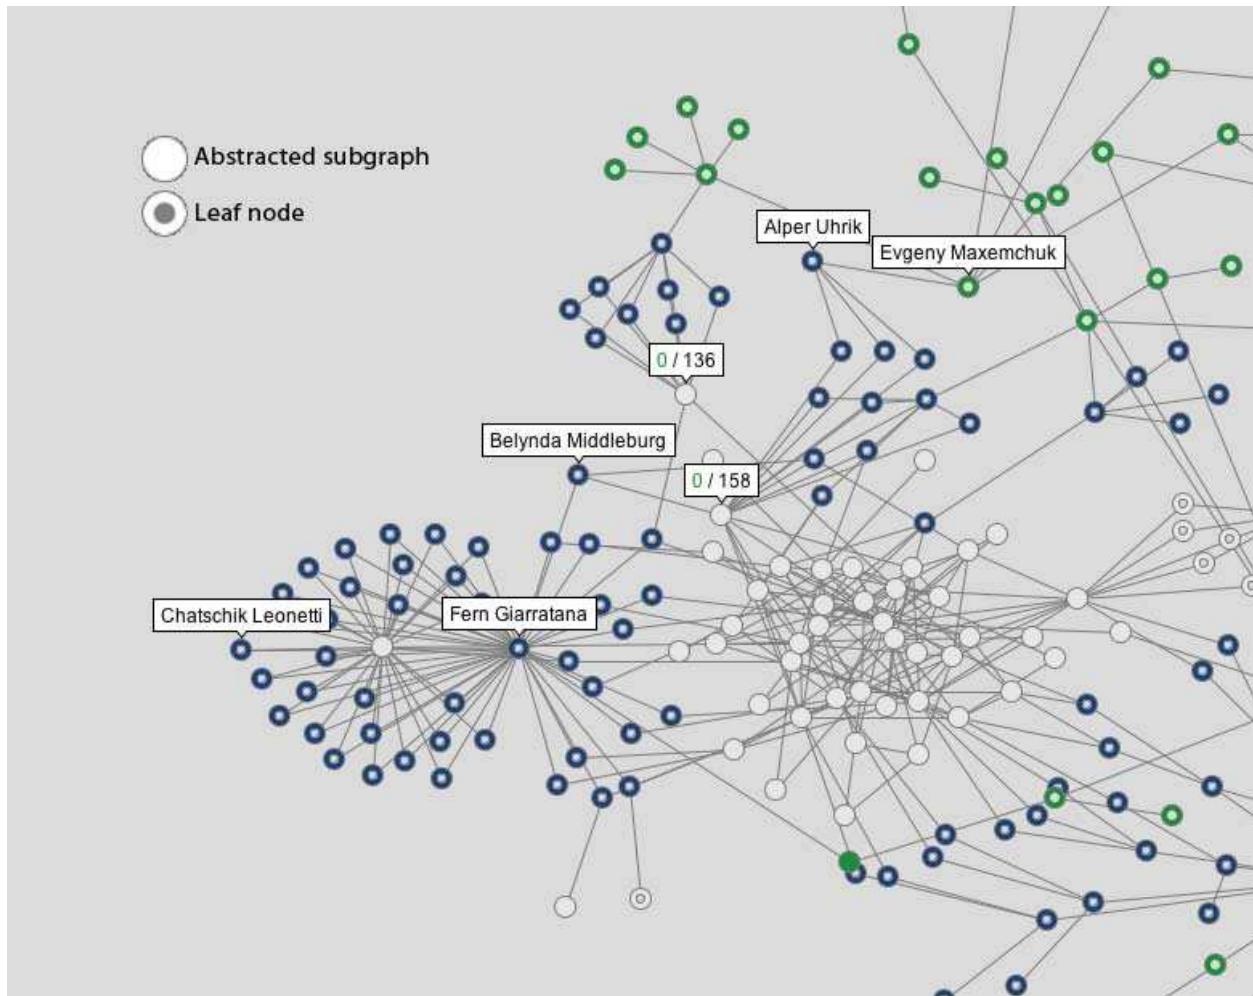 Abstracted subgraph
Leaf node
Alper Uhrik
Evgeny Maxemchuk
0 / 136
Belynda Middleburg
0 / 158
Chatschik Leonetti
Fern Giarratana